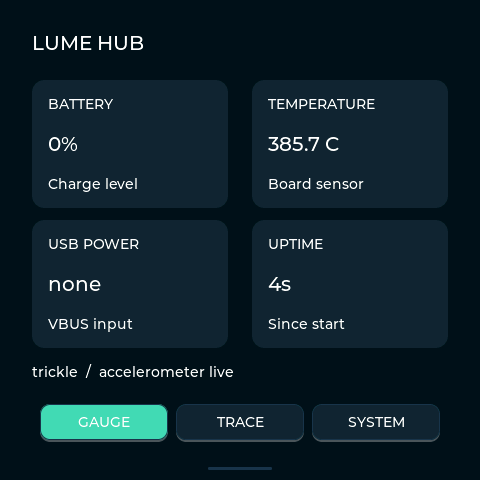 LUME HUB
BATTERY
0%
Charge level
TEMPERATURE
385.7 C
Board sensor
USB POWER
none
VBUS input
UPTIME
4s
Since start
trickle / accelerometer live
GAUGE
TRACE
SYSTEM